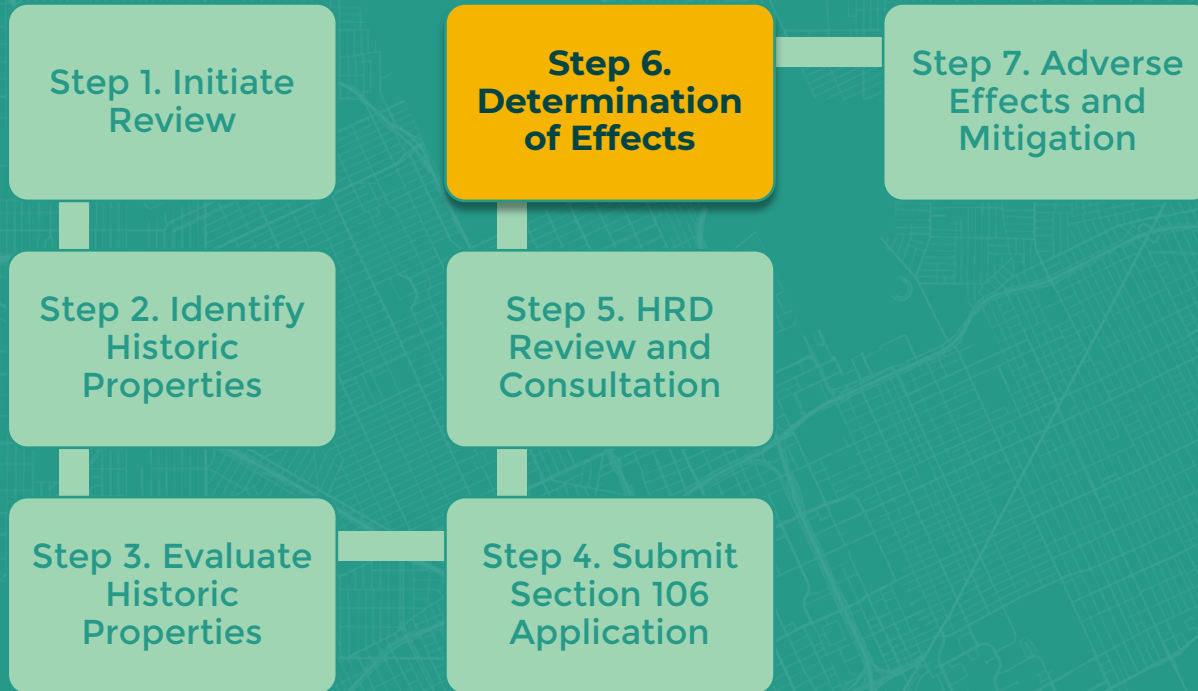 Step 1. Initiate
Review
Step 2. Identify
Historic
Properties
Step 3. Evaluate
Historic
Properties
Step 4. Submit
Section 106
Application
Step 5. HRD
Review and
Consultation
Step 6.
Determination
of Effects
Step 7. Adverse
Effects and
Mitigation